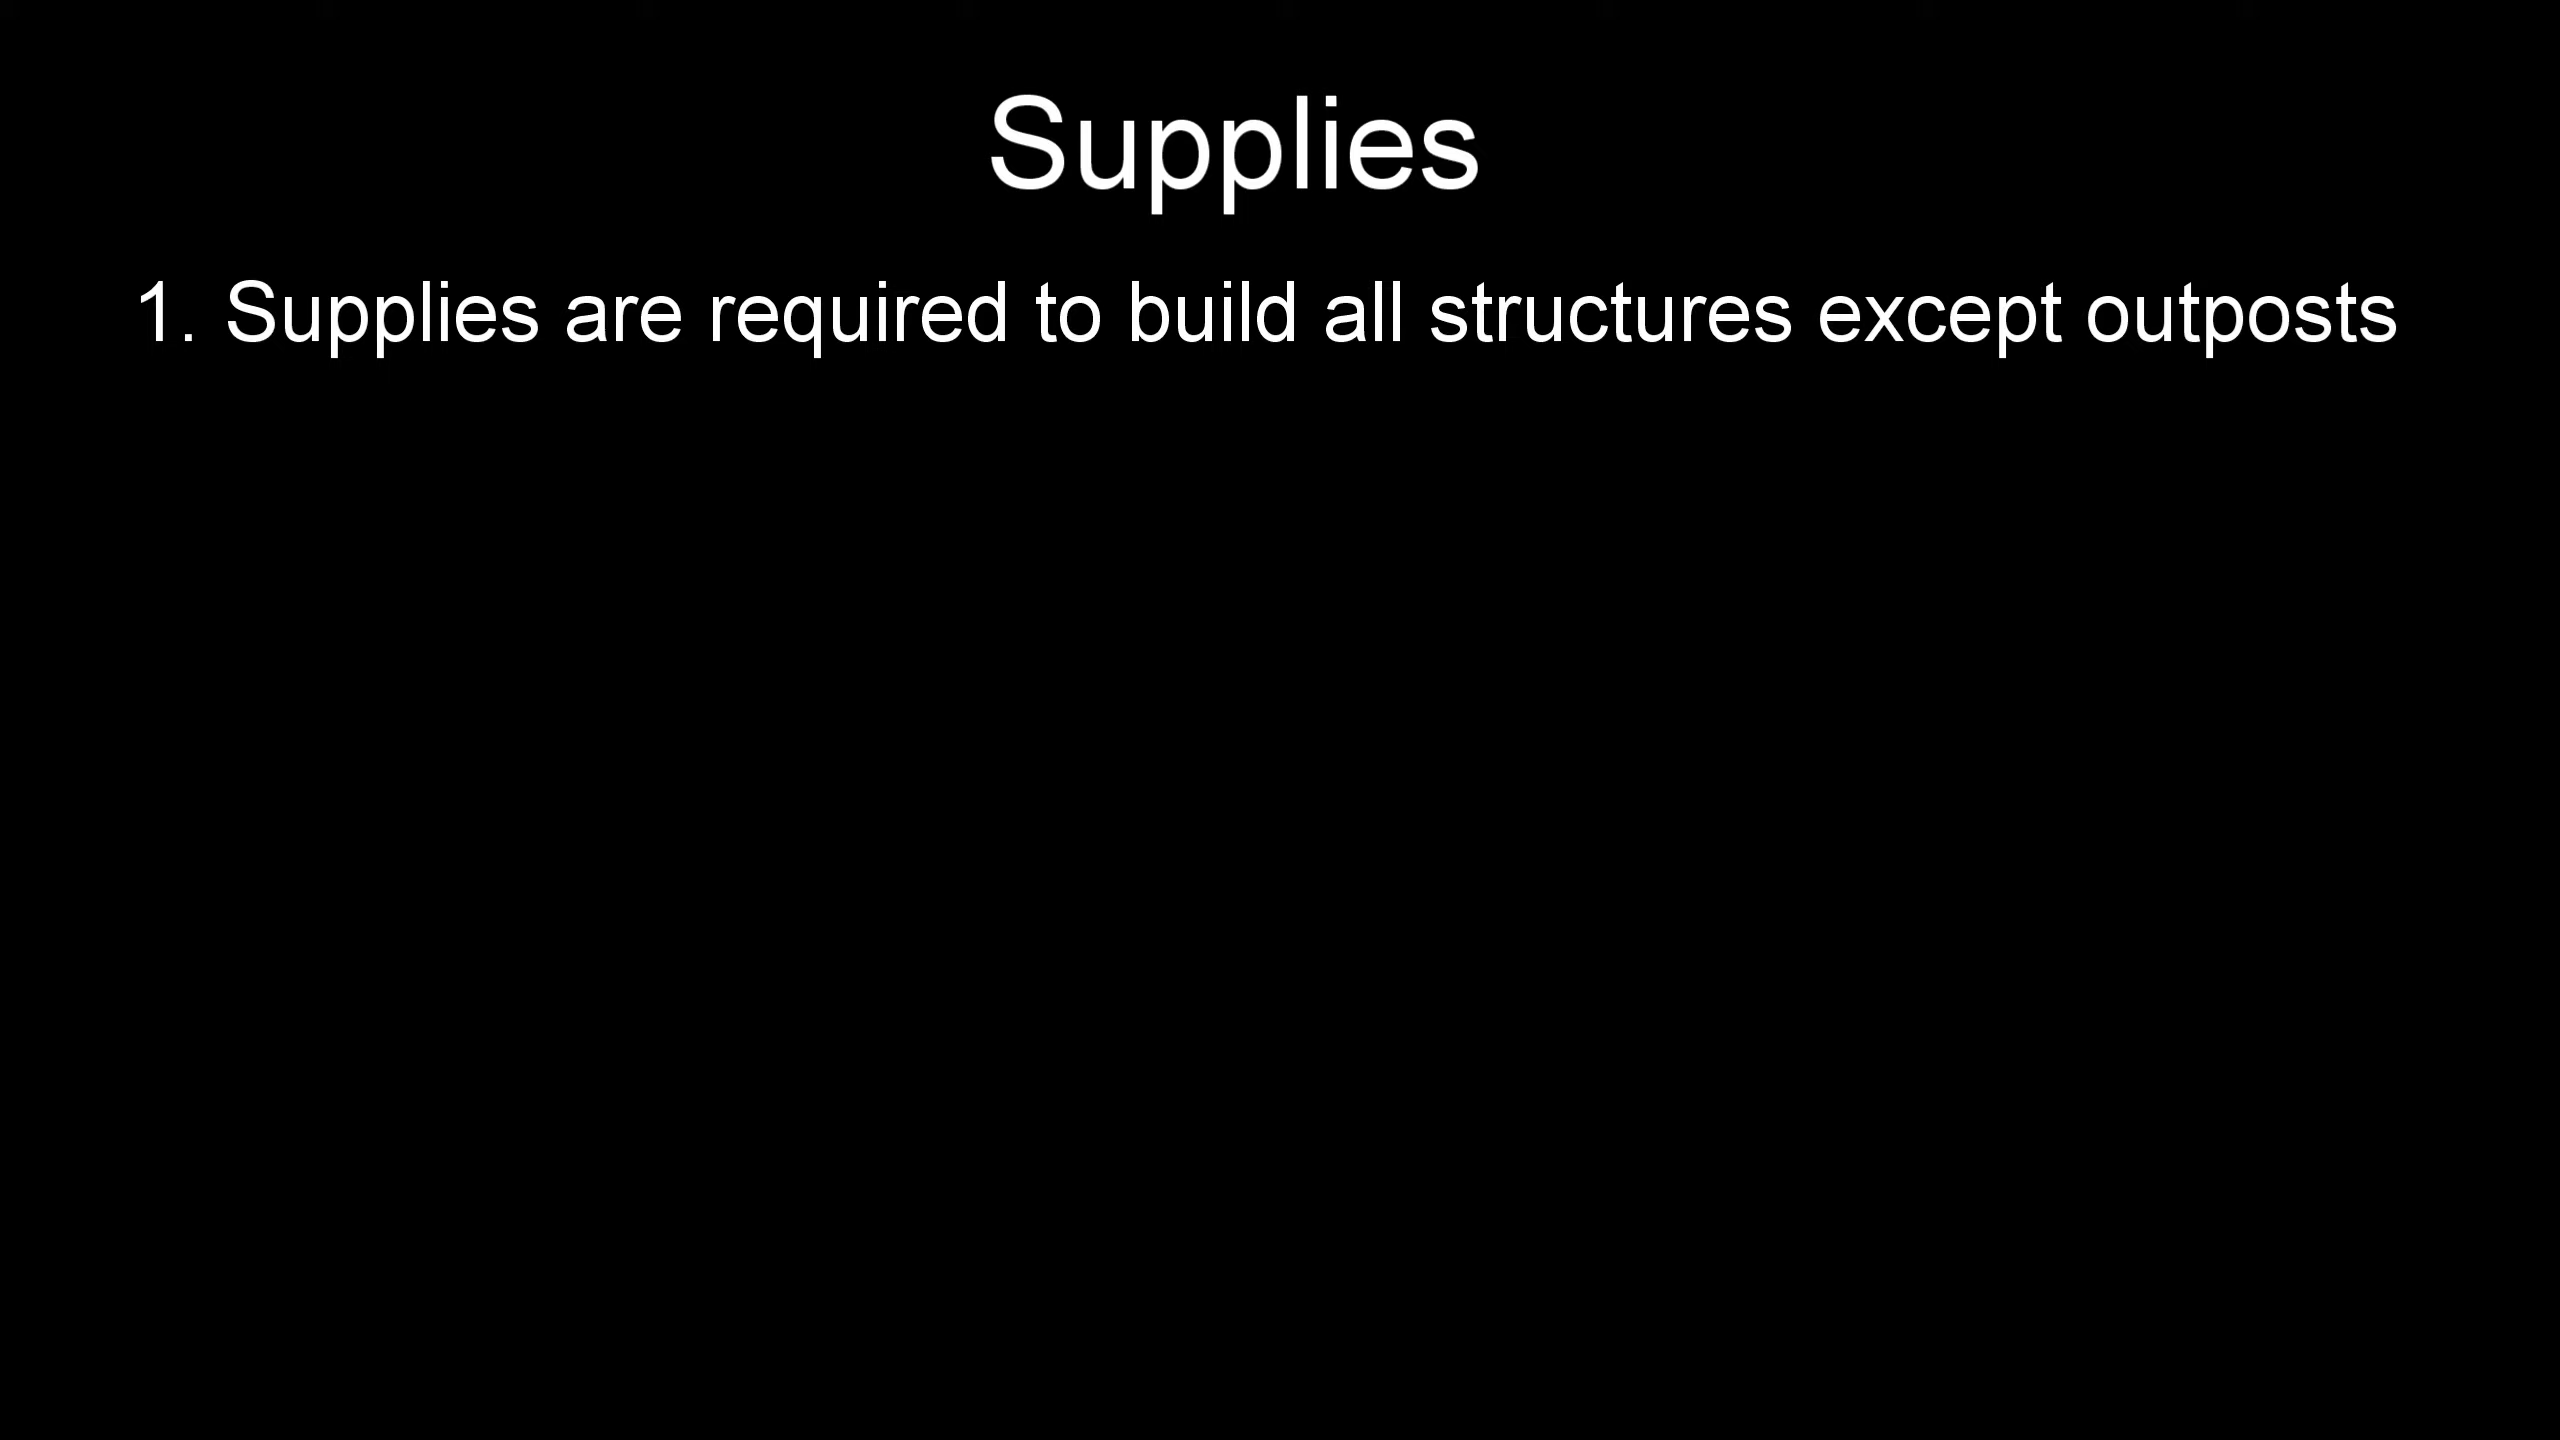 Supplies
1. Supplies are required to build all structures except outposts